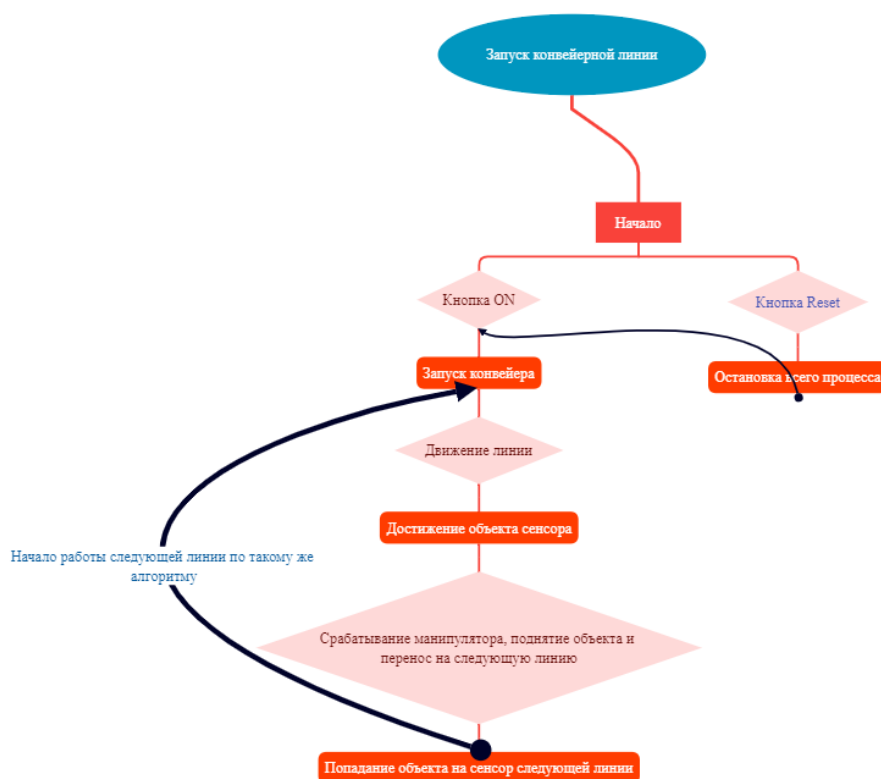 Запуск конвейерной линии
Начало
Кнопка ON
Кнопка Reset
Запуск конвейера
Остановка всего процесса
Движение линии
Достижение объекта сенсора
Начало работы следующей линии по такому же
алгоритму
Срабатывание манипулятора, поднятие объекта и
перенос на следующую линию
Попадание объекта на сенсор следующей линии